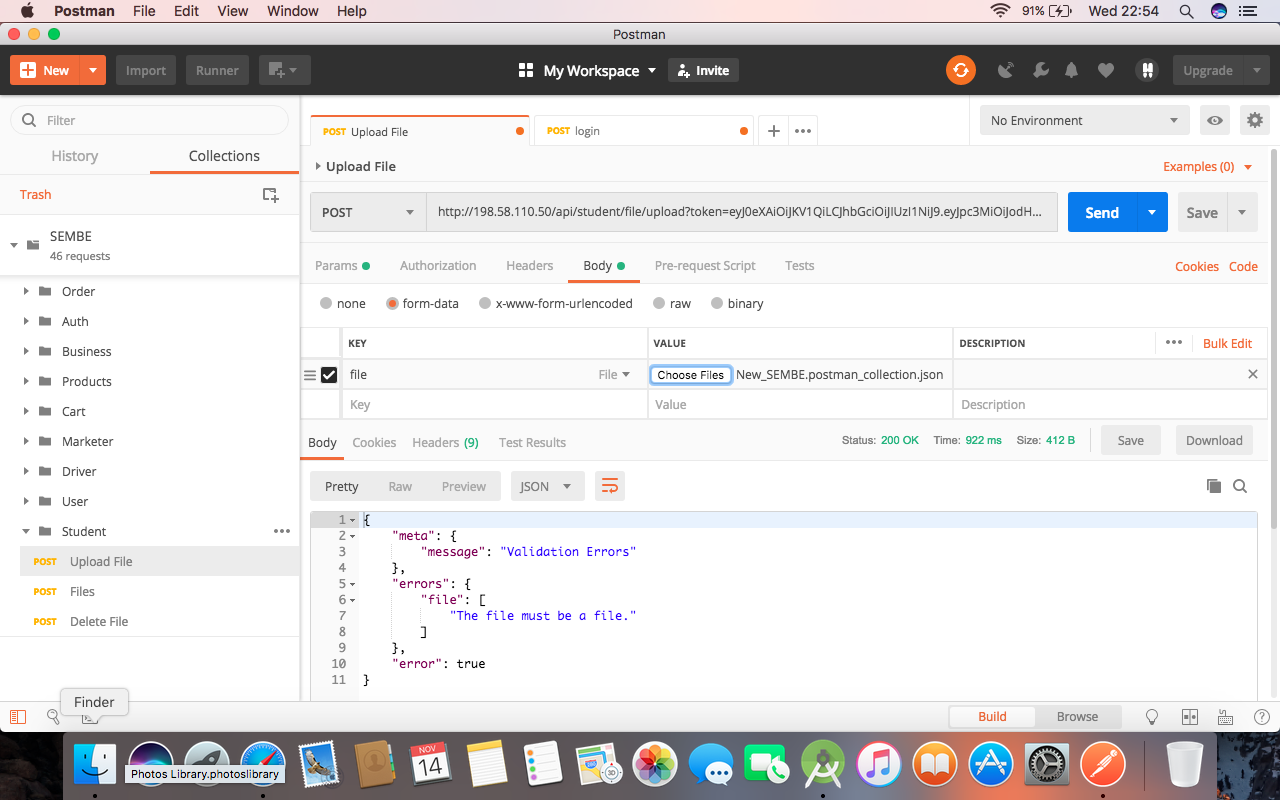 Postman File Edit View Window Help 91% Wed 22:54
Postman
New Import Runner My Workspace Invite Upgrade
Filter
History Collections
Trash
SEMBE
46 requests
Order
Auth
Business
Products
Cart
Marketer
Driver
User
Student
POST Upload File
POST Files
POST Delete File
POST Upload File POST login No Environment
Upload File Examples (0)
POST http://198.58.110.50/api/student/file/upload?token=eyJ0eXAiOiJKV1QiLCJhbGciOiJIUzI1NiJ9.eyJpc3MiOiJodH... Send Save
Params Authorization Headers Body Pre-request Script Tests Cookies Code
none form-data x-www-form-urlencoded raw binary
KEY VALUE DESCRIPTION Bulk Edit
file File Choose Files New_SEMBE.postman_collection.json
Key Value Description
Body Cookies Headers (9) Test Results Status: 200 OK Time: 922 ms Size: 412 B Save Download
Pretty Raw Preview JSON
1 {
2 "meta": {
3 "message": "Validation Errors"
4 },
5 "errors": {
6 "file": [
7 "The file must be a file."
8 ]
9 },
10 "error": true
11 }
Finder
Build Browse
Photos Library.photoslibrary
NOV
14
3D